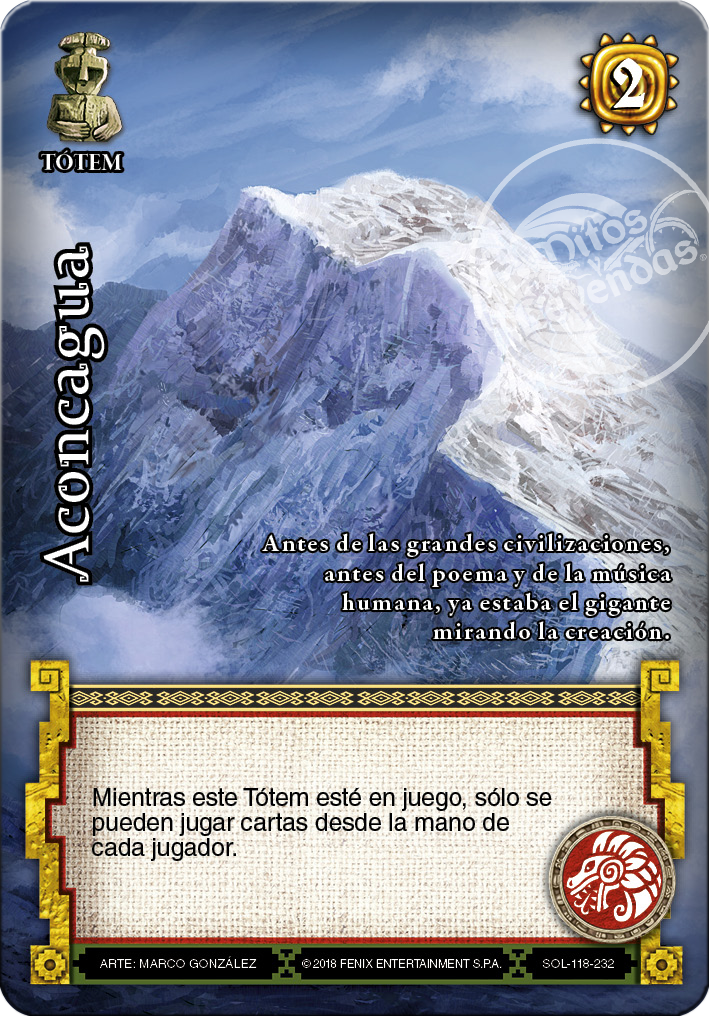 2
TÓTEM
Mitos
y Leyendas
Aconcagua
Antes de las grandes civilizaciones,
antes del poema y de la música
humana, ya estaba el gigante
mirando la creación.
Mientras este Tótem esté en juego, sólo se
pueden jugar cartas desde la mano de
cada jugador.
ARTE: MARCO GONZÁLEZ
©2018 FENIX ENTERTAINMENT S.P.A.
SOL-118-232